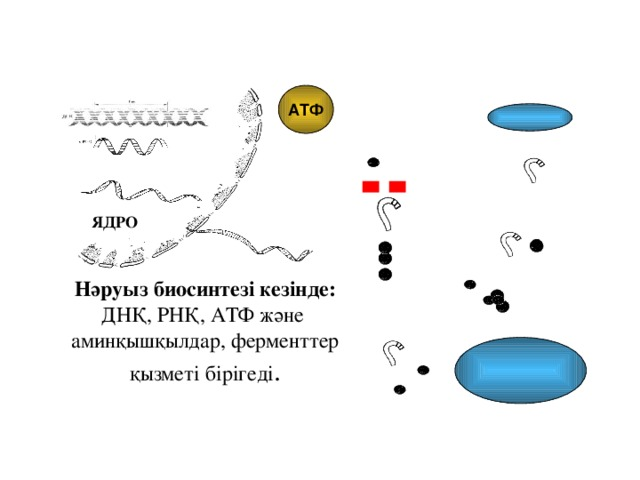 АТФ
ЯДРО
Нәруыз биосинтезі кезінде:
ДНҚ, РНҚ, АТФ және
аминқышқылдар, ферменттер
қызметі бірігеді.